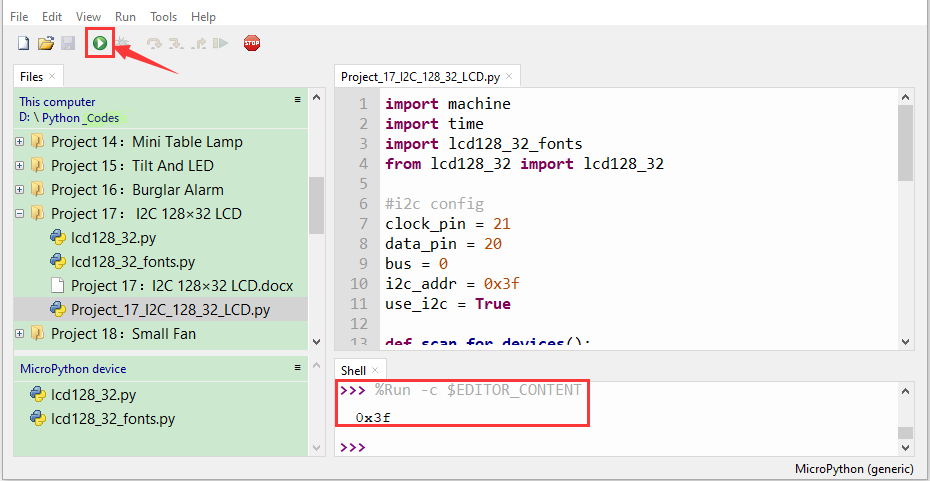 File Edit View Run Tools Help
STOP
Files ×
This computer
D: \ Python _Codes
Project 14：Mini Table Lamp
Project 15：Tilt And LED
Project 16：Burglar Alarm
Project 17： I2C 128×32 LCD
lcd128_32.py
lcd128_32_fonts.py
Project 17：I2C 128×32 LCD.docx
Project_17_I2C_128_32_LCD.py
Project 18：Small Fan
MicroPython device
lcd128_32.py
lcd128_32_fonts.py
Project_17_I2C_128_32_LCD.py ×
1 import machine
2 import time
3 import lcd128_32_fonts
4 from lcd128_32 import lcd128_32
5
6 #i2c config
7 clock_pin = 21
8 data_pin = 20
9 bus = 0
10 i2c_addr = 0x3f
11 use_i2c = True
12
13 def scan_for_devices():
Shell ×
>>> %Run -c $EDITOR_CONTENT
0x3f
>>>
MicroPython (generic)